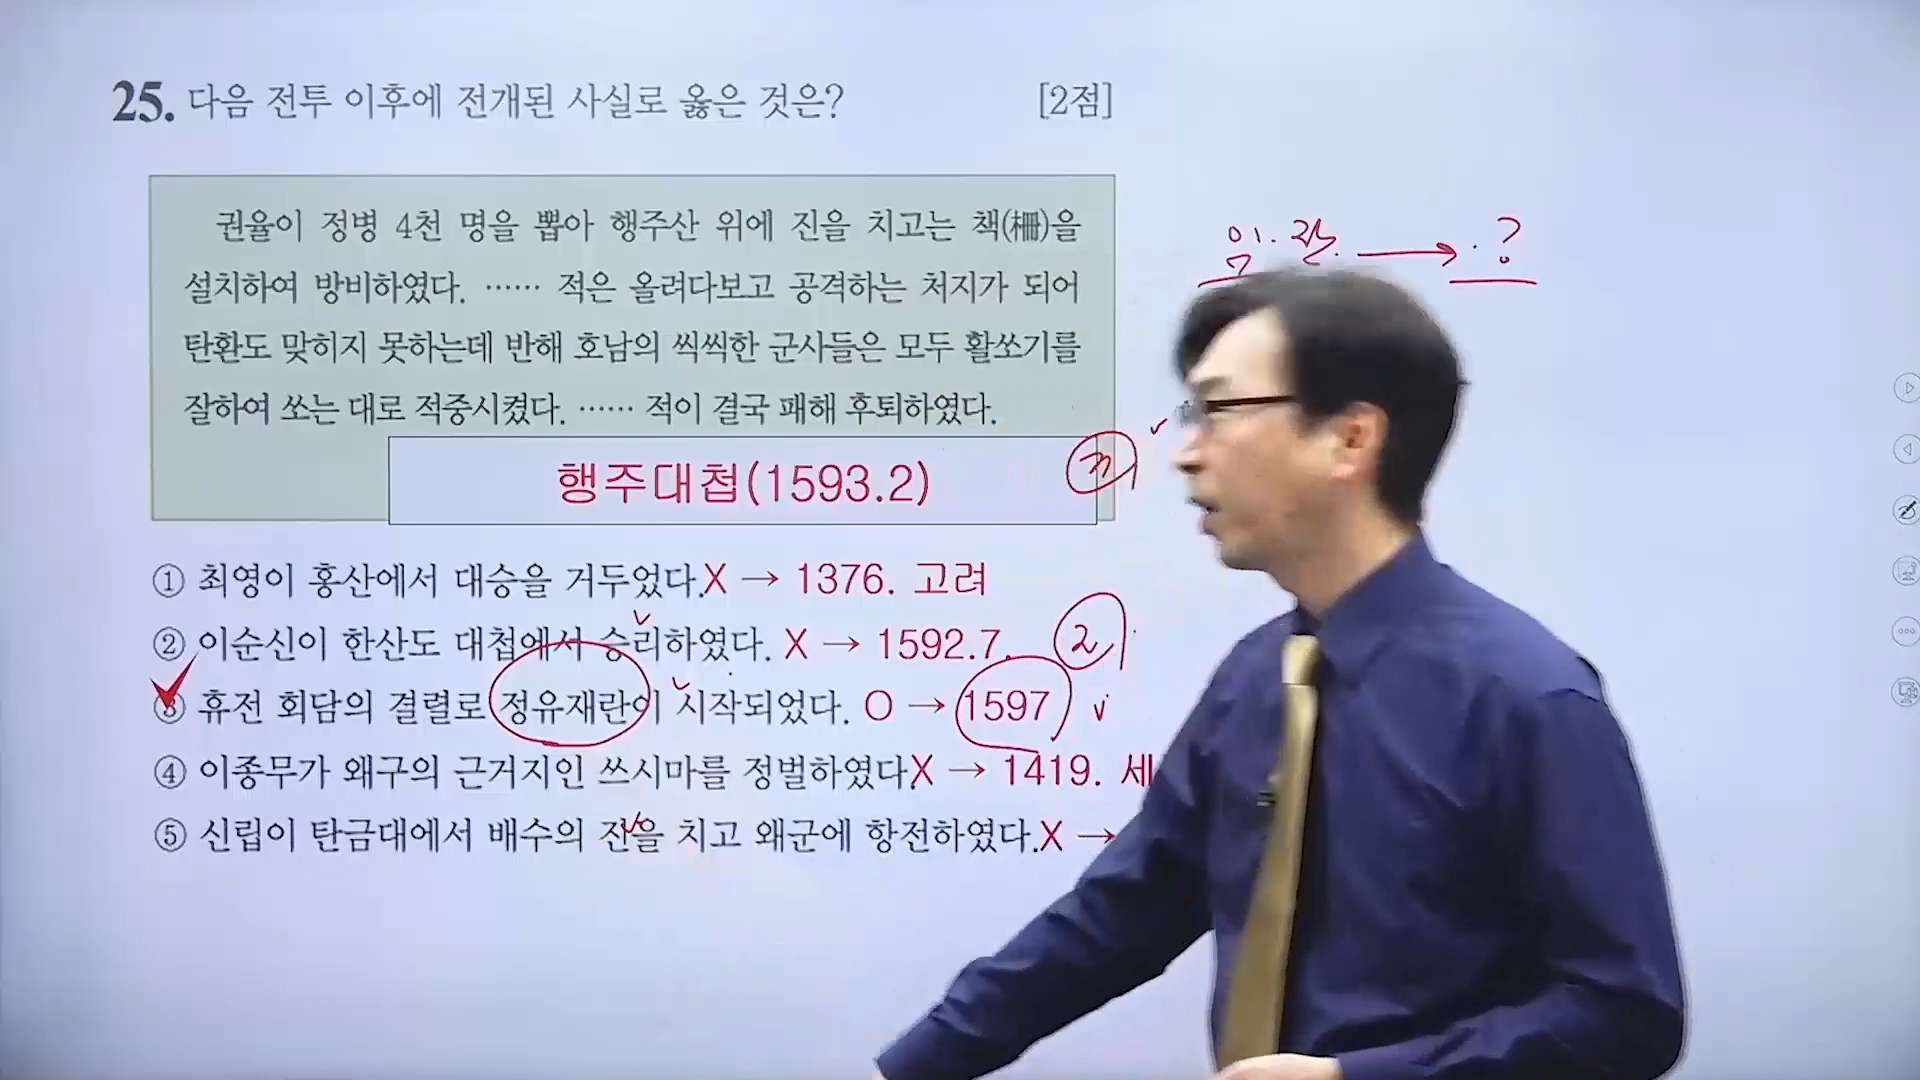 25. 다음 전투 이후에 전개된 사실로 옳은 것은? [2점]
권율이 정병 4천 명을 뽑아 행주산 위에 진을 치고는 책(柵)을
설치하여 방비하였다. …… 적은 올려다보고 공격하는 처지가 되어
탄환도 맞히지 못하는데 반해 호남의 씩씩한 군사들은 모두 활쏘기를
잘하여 쏘는 대로 적중시켰다. …… 적이 결국 패해 후퇴하였다.
행주대첩(1593.2)
① 최영이 홍산에서 대승을 거두었다.X → 1376. 고려
② 이순신이 한산도 대첩에서 승리하였다. X → 1592.7. 2
③ 휴전 회담의 결렬로 정유재란이 시작되었다. O → 1597
④ 이종무가 왜구의 근거지인 쓰시마를 정벌하였다.X → 1419. 세
⑤ 신립이 탄금대에서 배수의 진을 치고 왜군에 항전하였다.X →
→ ?